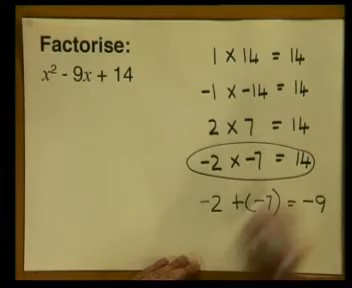 Factorise:
x² - 9x + 14
1 x 14 = 14
-1 x -14 = 14
2 x 7 = 14
-2 x -7 = 14
-2 + (-7) = -9